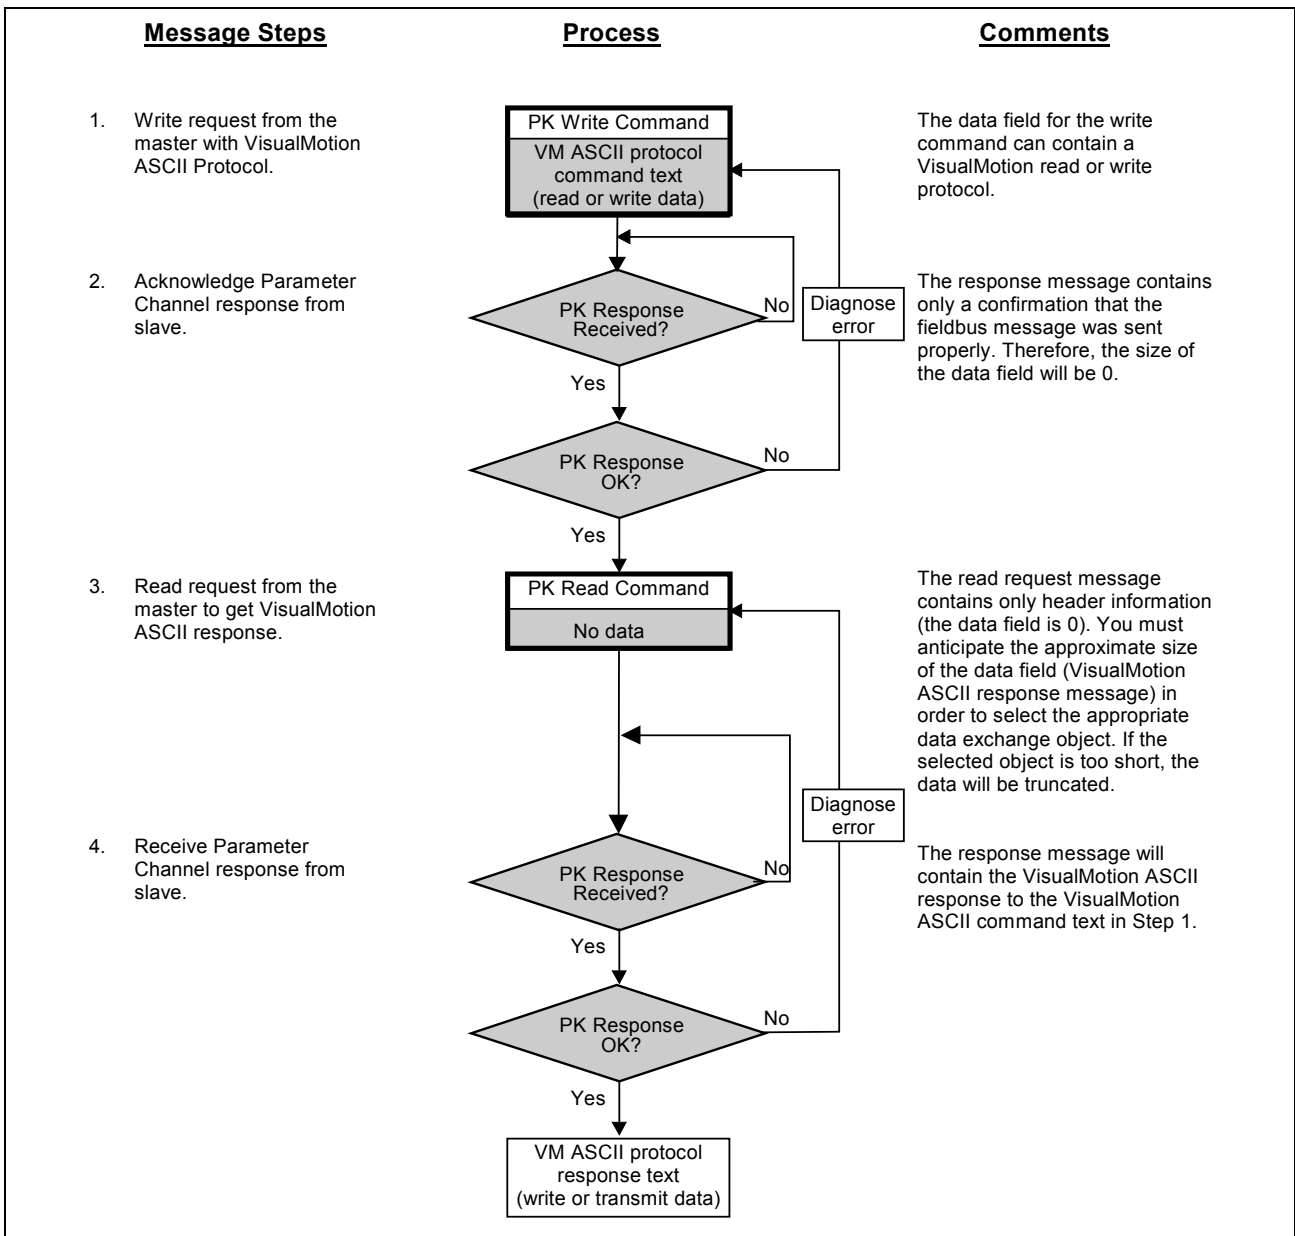 Message Steps
Process
Comments
1. Write request from the
master with VisualMotion
ASCII Protocol.
PK Write Command
VM ASCII protocol
command text
(read or write data)
The data field for the write
command can contain a
VisualMotion read or write
protocol.
2. Acknowledge Parameter
Channel response from
slave.
PK Response
Received?
No
Diagnose
error
The response message contains
only a confirmation that the
fieldbus message was sent
properly. Therefore, the size of
the data field will be 0.
Yes
PK Response
OK?
No
Yes
3. Read request from the
master to get VisualMotion
ASCII response.
PK Read Command
No data
The read request message
contains only header information
(the data field is 0). You must
anticipate the approximate size
of the data field (VisualMotion
ASCII response message) in
order to select the appropriate
data exchange object. If the
selected object is too short, the
data will be truncated.
Diagnose
error
4. Receive Parameter
Channel response from
slave.
PK Response
Received?
No
The response message will
contain the VisualMotion ASCII
response to the VisualMotion
ASCII command text in Step 1.
Yes
PK Response
OK?
No
Yes
VM ASCII protocol
response text
(write or transmit data)